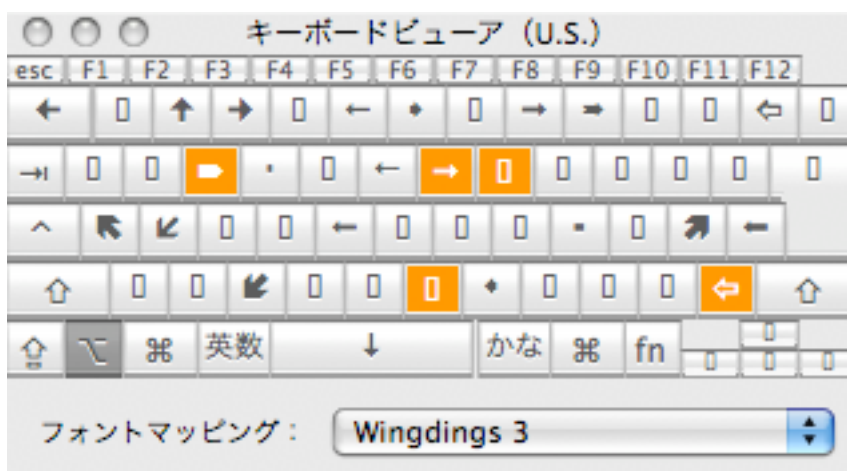 キーボードビューア (U.S.)
esc F1 F2 F3 F4 F5 F6 F7 F8 F9 F10 F11 F12
英数 かな fn
フォントマッピング: Wingdings 3